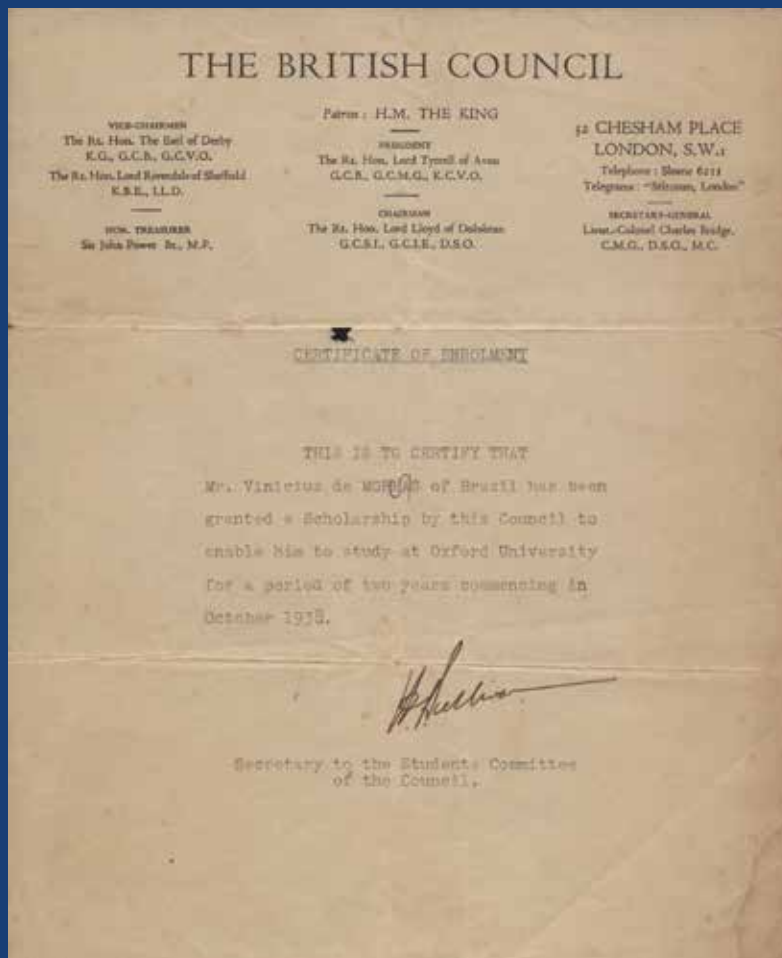 THE BRITISH COUNCIL
VICE-CHAIRMEN
The Rt. Hon. The Earl of Derby
K.G., G.C.B., G.C.V.O.
The Rt. Hon. Lord Riverdale of Sheffield
K.B.E., LL.D.
HON. TREASURER
Sir John Power Bt., M.P.
Patron: H.M. THE KING
PRESIDENT
The Rt. Hon. Lord Tyrrell of Avon
G.C.B., G.C.M.G., K.C.V.O.
CHAIRMAN
The Rt. Hon. Lord Lloyd of Dolobran
G.C.S.I., G.C.I.E., D.S.O.
32 CHESHAM PLACE
LONDON, S.W.1
Telephone: Sloane
Telegrams: London"
SECRETARY-GENERAL
Lieut.-Colonel Charles Bridge,
C.M.G., D.S.O., M.C.
CERTIFICATE OF ENROLMENT
THIS IS TO CERTIFY THAT
Mr. Vinicius de of Brazil has been
granted a Scholarship by this Council to
enable him to study at Oxford University
for a period of two years commencing in
October 1938.
Secretary to the Students Committee
of the Council.